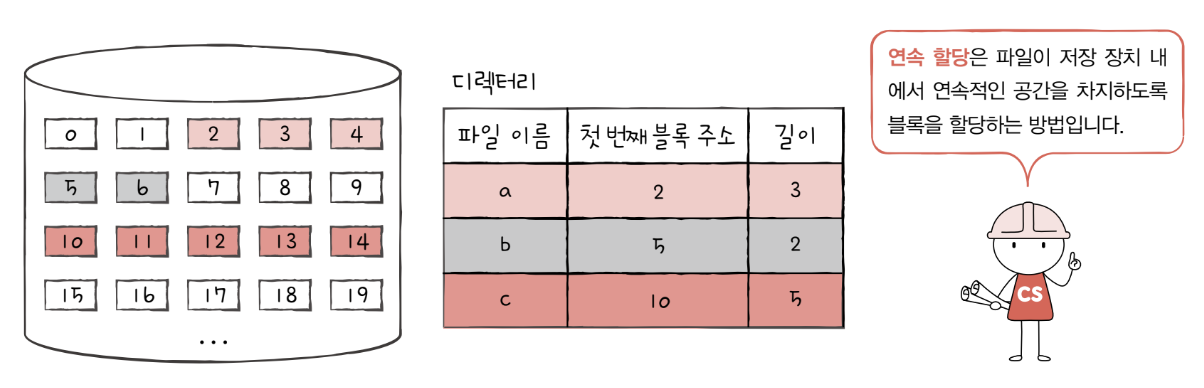 0 1 2 3 4
5 6 7 8 9
10 11 12 13 14
15 16 17 18 19
...
디렉터리
파일 이름 첫 번째 블록 주소 길이
a 2 3
b 5 2
c 10 5
연속 할당은 파일이 저장 장치 내
에서 연속적인 공간을 차지하도록
블록을 할당하는 방법입니다.
CS